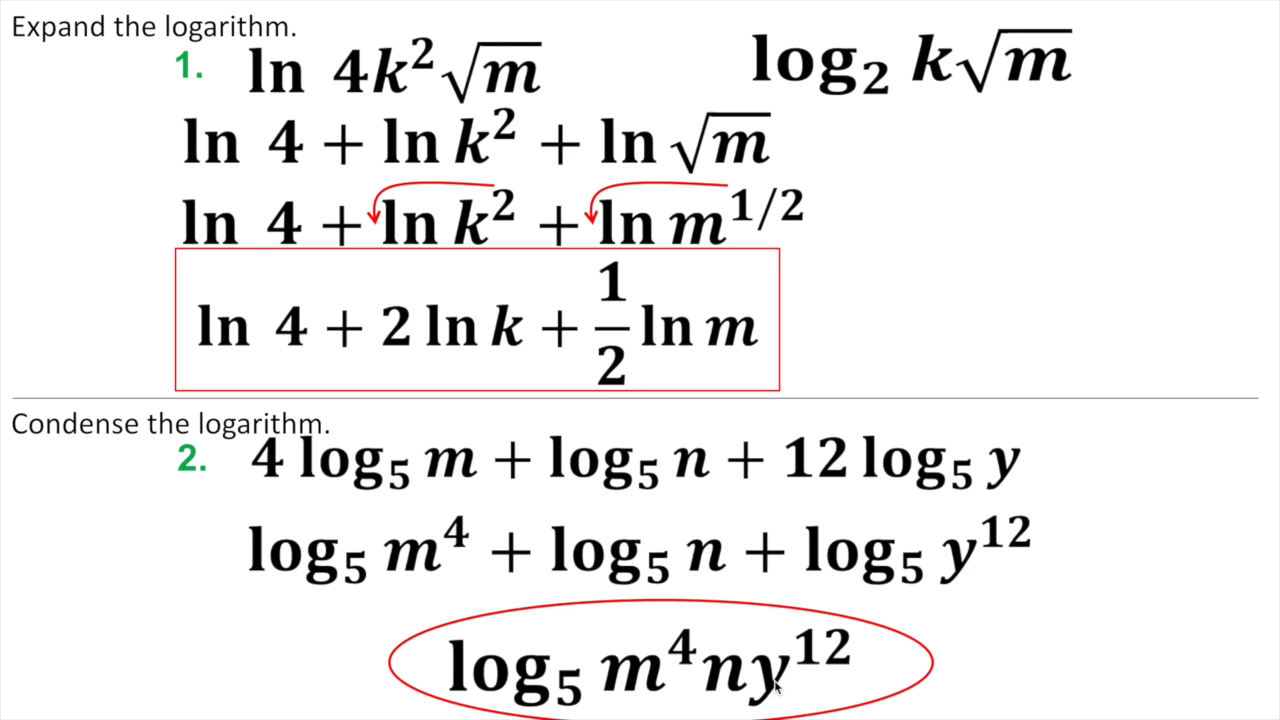 Expand the logarithm.
1. ln 4k²√m
log₂ k√m
ln 4 + ln k² + ln √m
ln 4 + ln k² + ln m^1/2
ln 4 + 2 ln k + 1/2 ln m
Condense the logarithm.
2. 4 log₅ m + log₅ n + 12 log₅ y
log₅ m⁴ + log₅ n + log₅ y¹²
log₅ m⁴ny¹²